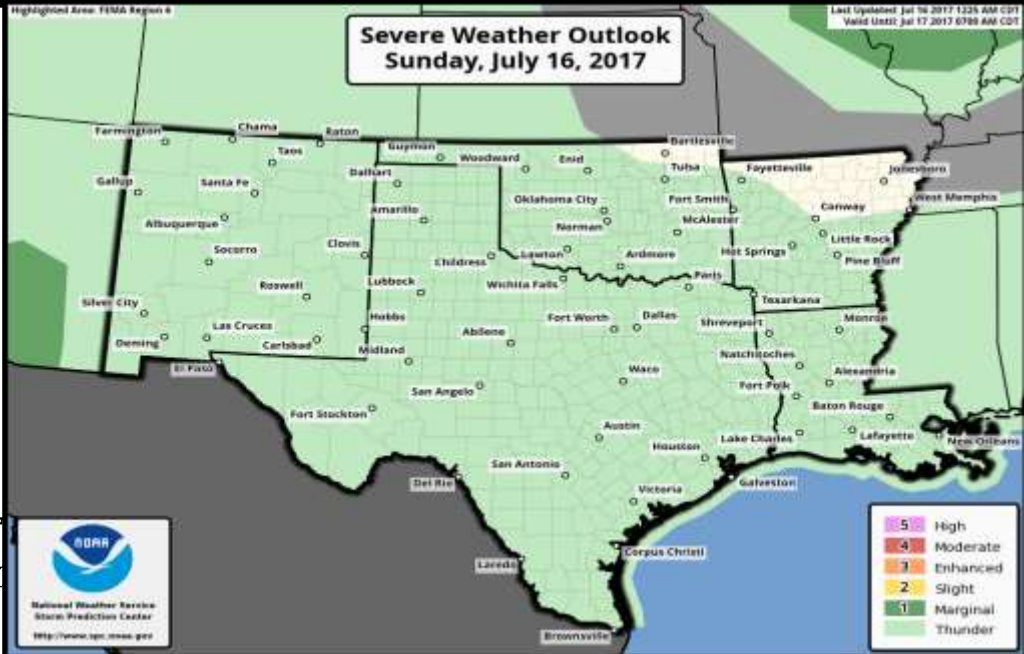 Highlighted Area: FEMA Region 6
Last Updated: Jul 16 2017 1225 AM CDT
Valid Until: Jul 17 2017 0700 AM CDT
Severe Weather Outlook
Sunday, July 16, 2017
Farmington
Chama
Raton
Taos
Guymon
Woodward
Enid
Bartlesville
Gallup
Santa Fe
Dalhart
Tulsa
Fayetteville
Jonesboro
Albuquerque
Amarillo
Oklahoma City
Fort Smith
Conway
West Memphis
Norman
McAlester
Socorro
Clovis
Childress
Lawton
Ardmore
Hot Springs
Little Rock
Pine Bluff
Roswell
Lubbock
Wichita Falls
Paris
Texarkana
Silver City
Las Cruces
Hobbs
Abilene
Fort Worth
Dallas
Shreveport
Monroe
Deming
Carlsbad
Midland
Natchitoches
El Paso
San Angelo
Waco
Fort Polk
Alexandria
Fort Stockton
Austin
Baton Rouge
Houston
Lake Charles
Lafayette
New Orleans
Del Rio
San Antonio
Victoria
Galveston
Laredo
Corpus Christi
Brownsville
NOAA
National Weather Service
Storm Prediction Center
http://www.spc.noaa.gov
5 High
4 Moderate
3 Enhanced
2 Slight
1 Marginal
Thunder